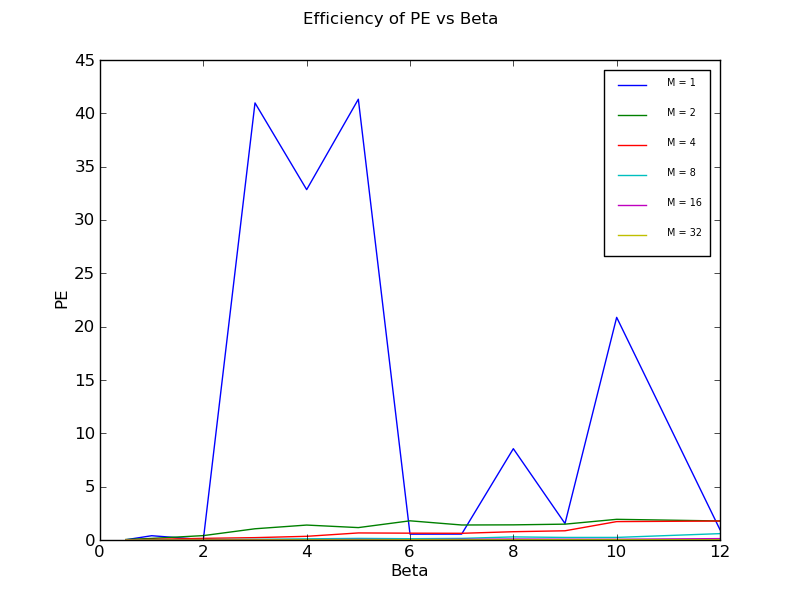 Efficiency of PE vs Beta
45
40
35
30
25
20
15
10
5
0
PE
M = 1
M = 2
M = 4
M = 8
M = 16
M = 32
0 2 4 6 8 10 12
Beta